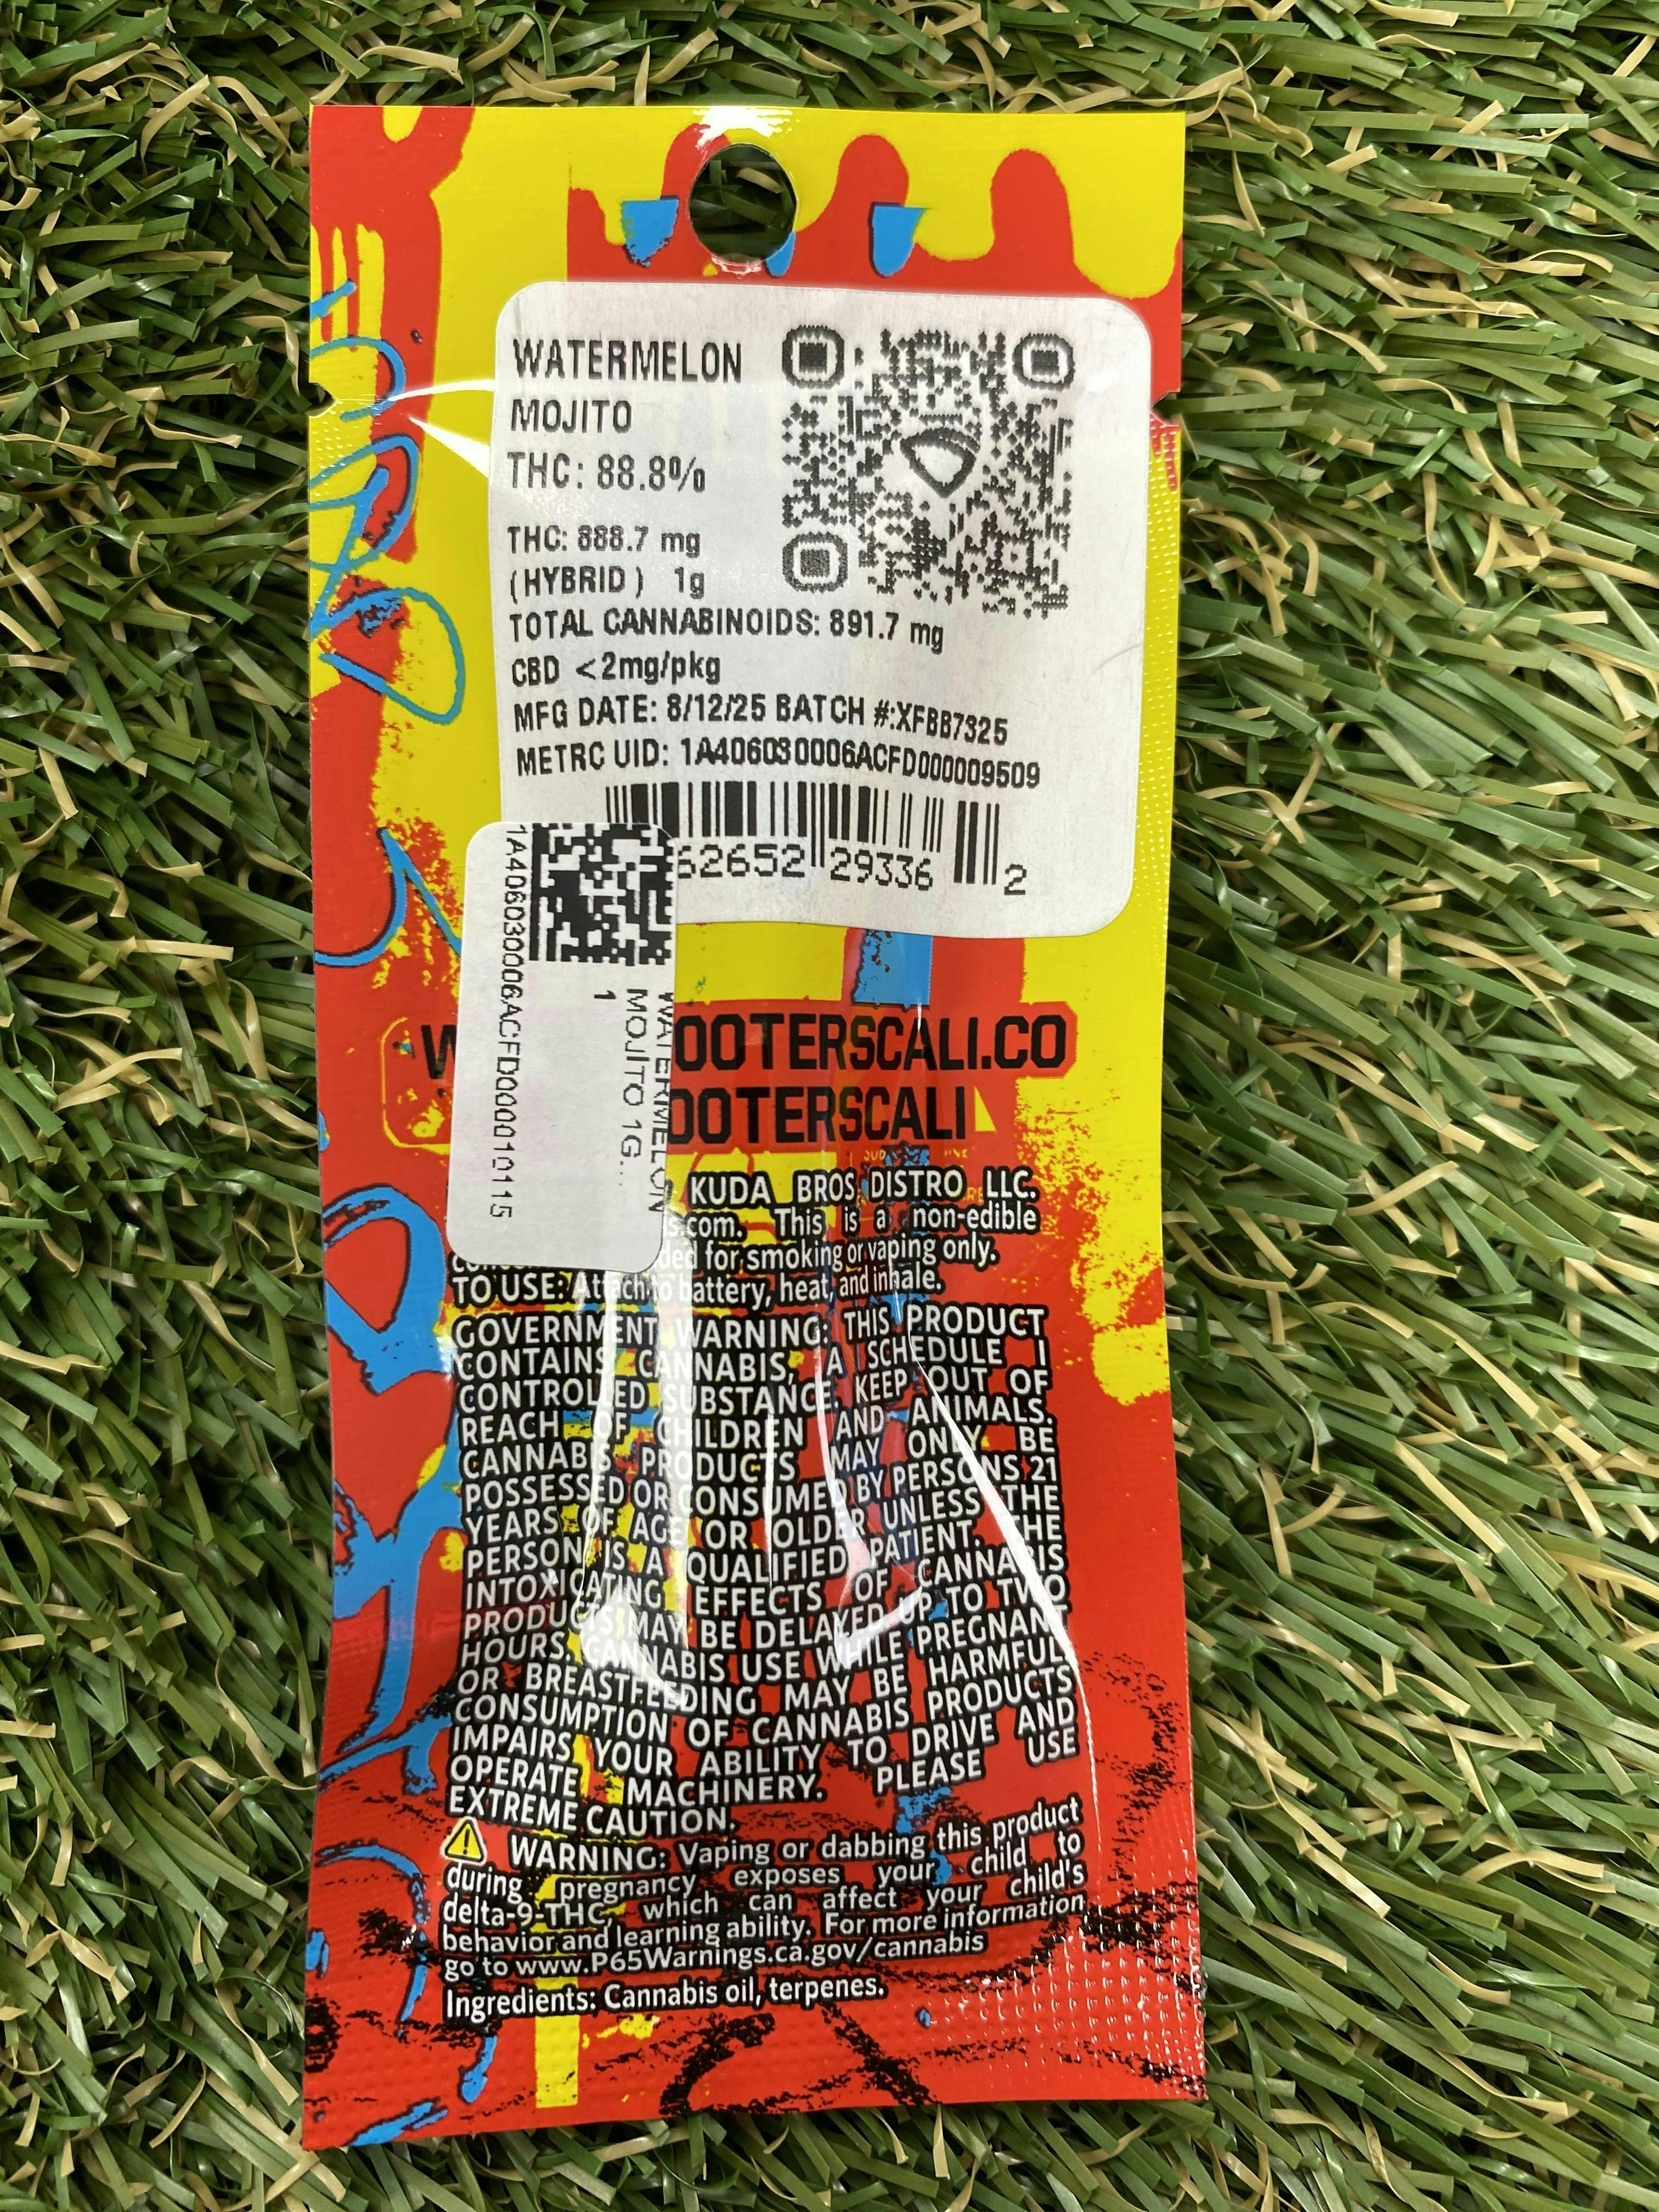 WATERMELON
MOJITO
THC: 88.8%
THC: 888.7 mg
(HYBRID) 1g
TOTAL CANNABINOIDS: 891.7 mg
CBD <2mg/pkg
MFG DATE: 8/12/25 BATCH #:XFBB7325
METRC UID: 1A406030006ACFD000009509
62652 29336 2
1A406030006ACFD000010115
WATERMELON
MOJITO 1G...
1
OOTERSCALI.CO
OOTERSCALI
KUDA BROS DISTRO LLC.
s.com. This is a non-edible
ded for smoking or vaping only.
TO USE: Attach to battery, heat, and inhale.
GOVERNMENT WARNING: THIS PRODUCT
CONTAINS CANNABIS, A SCHEDULE I
CONTROLLED SUBSTANCE. KEEP OUT OF
REACH OF CHILDREN AND ANIMALS.
CANNABIS PRODUCTS MAY ONLY BE
POSSESSED OR CONSUMED BY PERSONS 21
YEARS OF AGE OR OLDER UNLESS THE
PERSON IS A QUALIFIED PATIENT. THE
INTOXICATING EFFECTS OF CANNABIS
PRODUCTS MAY BE DELAYED UP TO TWO
HOURS. CANNABIS USE WHILE PREGNANT
OR BREASTFEEDING MAY BE HARMFUL
CONSUMPTION OF CANNABIS PRODUCTS
IMPAIRS YOUR ABILITY TO DRIVE AND
OPERATE MACHINERY. PLEASE USE
EXTREME CAUTION.
WARNING: Vaping or dabbing this product
during pregnancy exposes your child to
delta-9-THC, which can affect your child's
behavior and learning ability. For more information
go to www.P65Warnings.ca.gov/cannabis
Ingredients: Cannabis oil, terpenes.